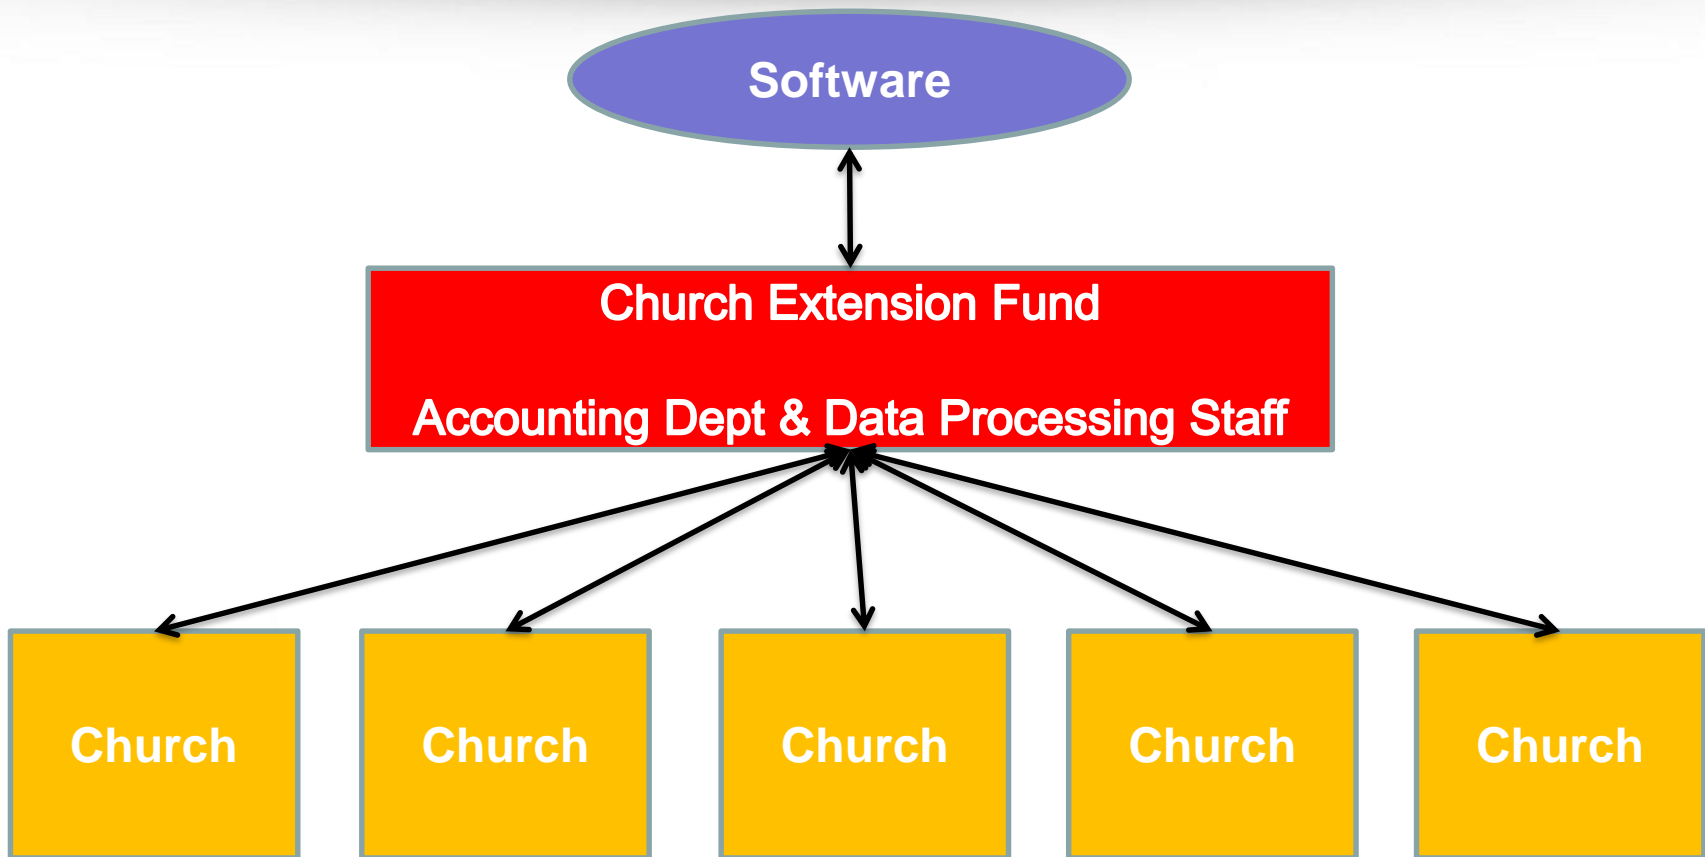 Software
Church Extension Fund
Accounting Dept & Data Processing Staff
Church
Church
Church
Church
Church